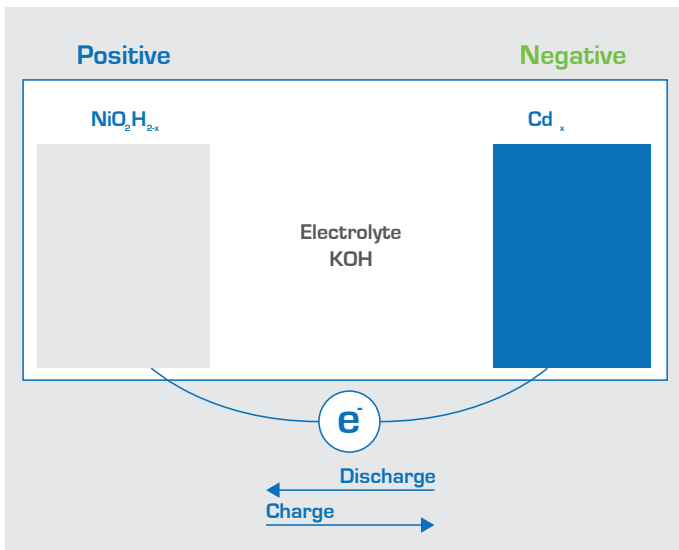 Positive
Negative
NiO₂H₂₋ₓ
Cd ₓ
Electrolyte
KOH
e⁻
Discharge
Charge